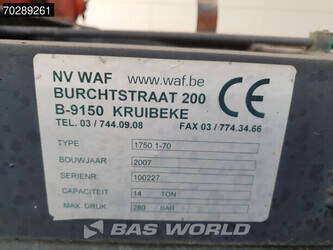 70289261
NV WAF www.waf.be
BURCHTSTRAAT 200
B-9150 KRUIBEKE
TEL. 03 / 744.09.08 FAX 03 / 774.34.66
CE
TYPE 1750.1-70
BOUWJAAR 2007
SERIENR. 100227
CAPACITEIT 14 TON
MAX. DRUK 280 BAR
BAS WORLD